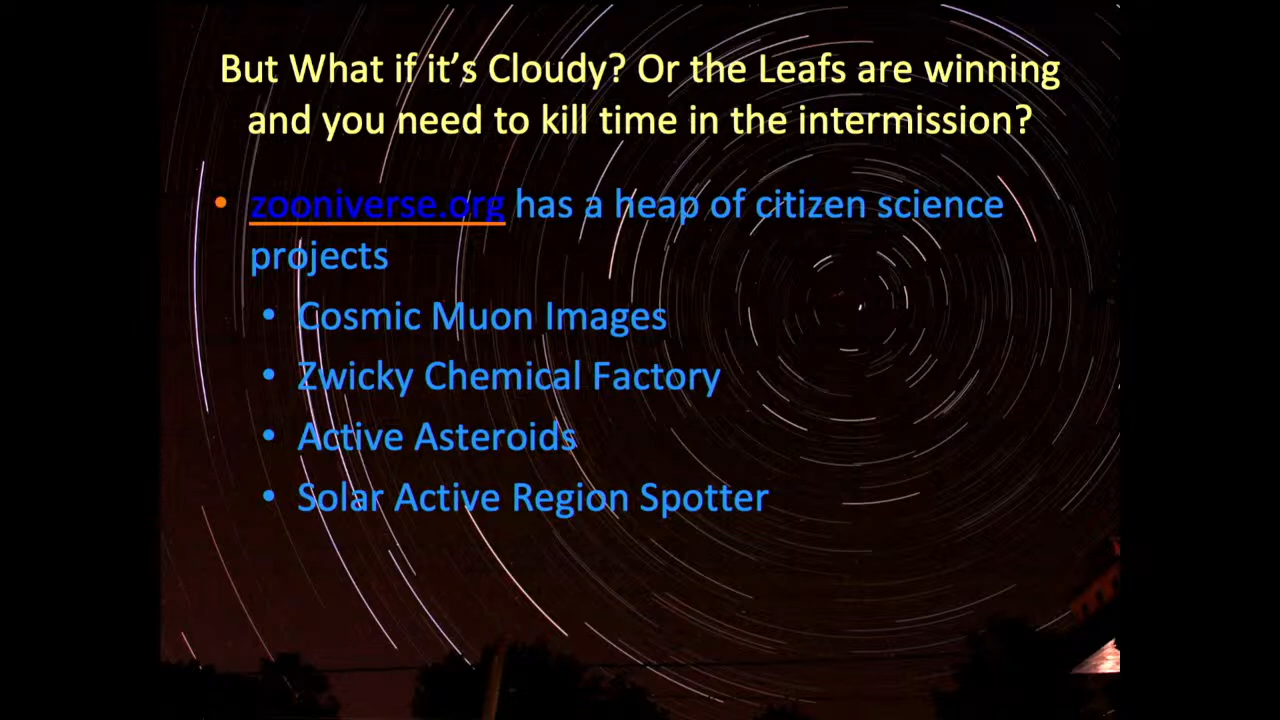 But What if it's Cloudy? Or the Leafs are winning
and you need to kill time in the intermission?
• zooniverse.org has a heap of citizen science
projects
• Cosmic Muon Images
• Zwicky Chemical Factory
• Active Asteroids
• Solar Active Region Spotter